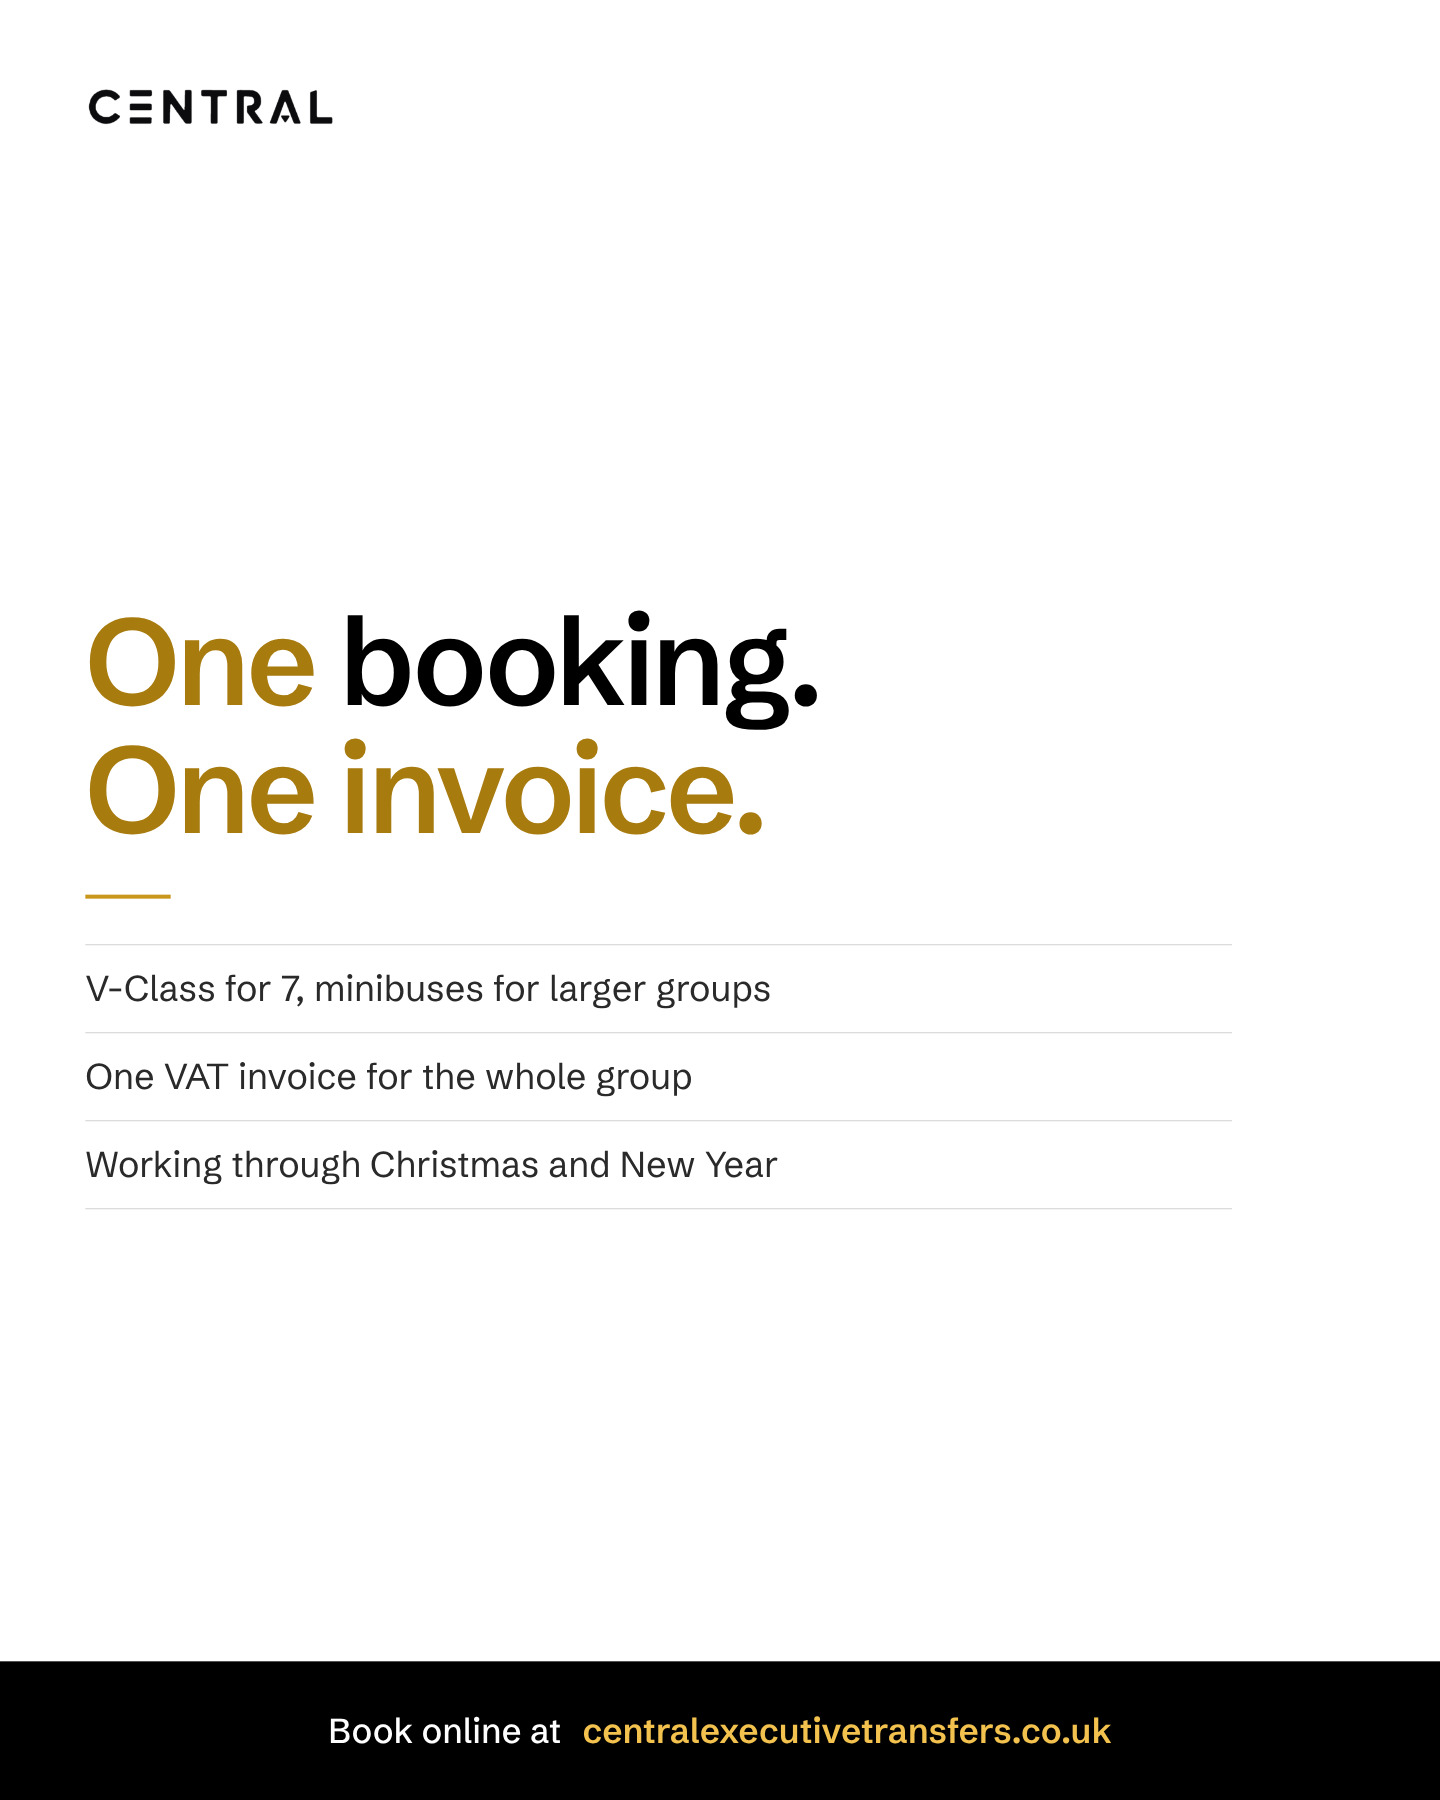 CENTRAL
One booking.
One invoice.
V-Class for 7, minibuses for larger groups
One VAT invoice for the whole group
Working through Christmas and New Year
Book online at centralexecutivetransfers.co.uk